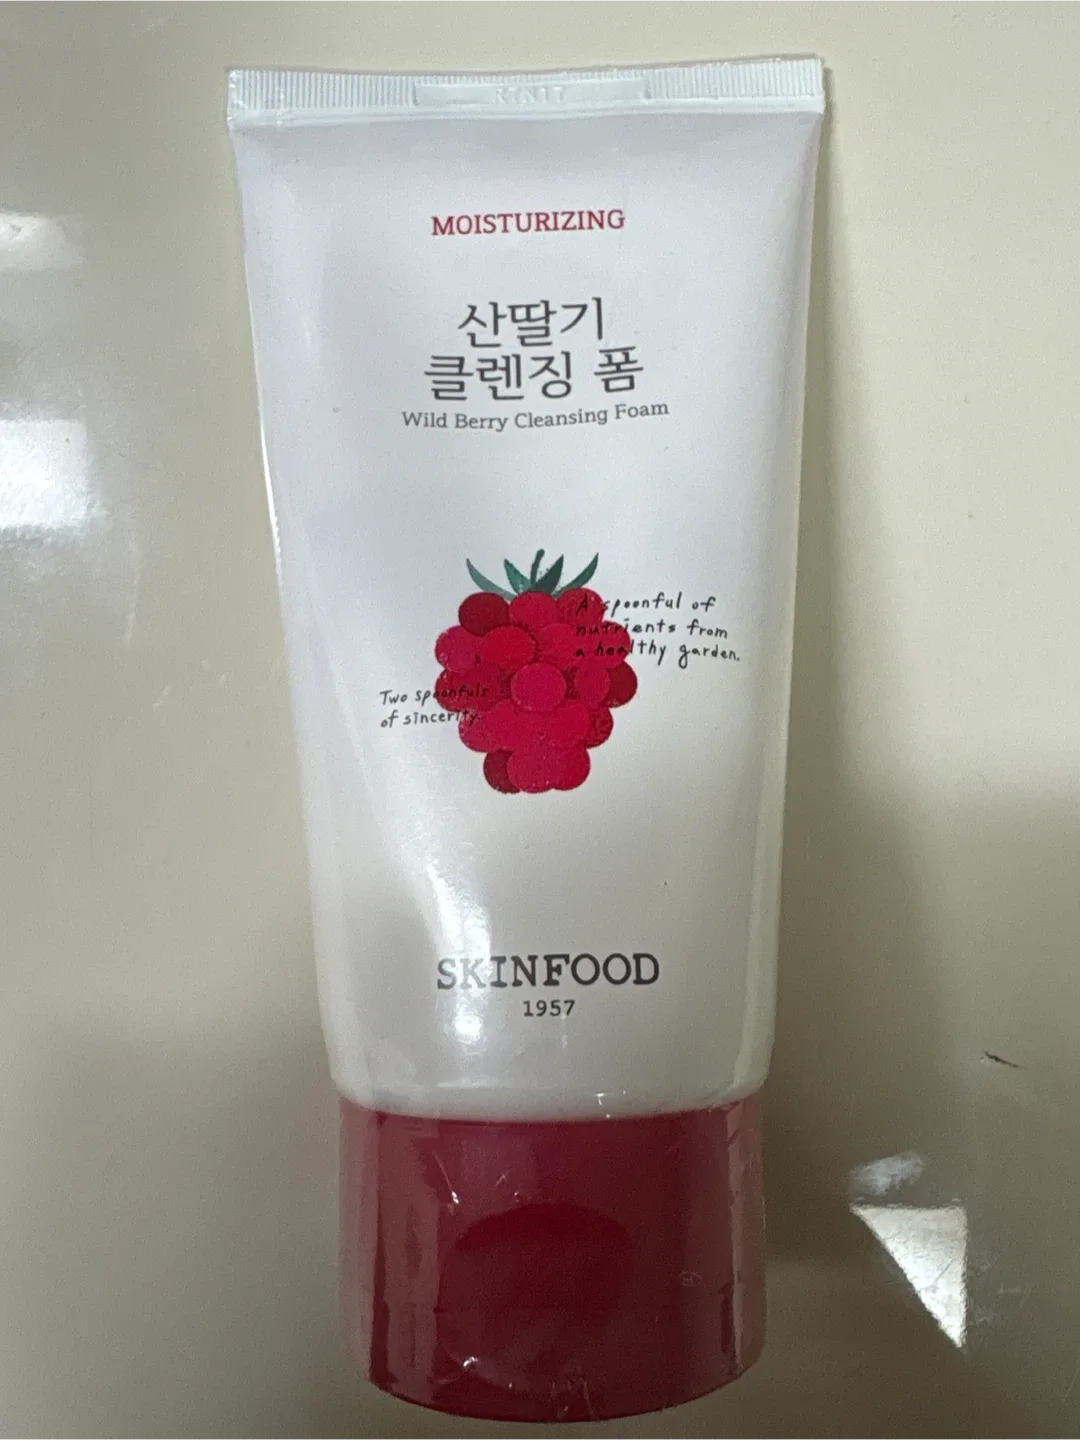 MOISTURIZING
산딸기
클렌징 폼
Wild Berry Cleansing Foam
A spoonful of
nutrients from
a healthy garden.
Two spoonfuls
of sincerity.
SKINFOOD
1957